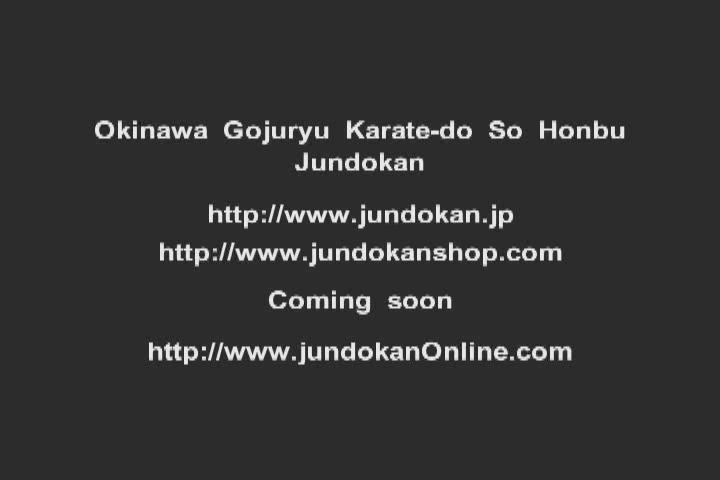 Okinawa Gojuryu Karate-do So Honbu
Jundokan
http://www.jundokan.jp
http://www.jundokanshop.com
Coming soon
http://www.jundokanOnline.com